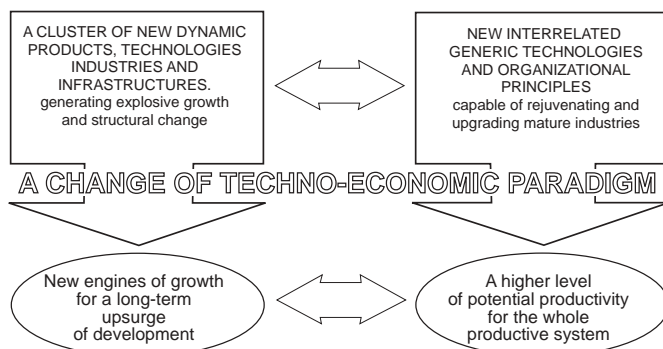 A CLUSTER OF NEW DYNAMIC
PRODUCTS, TECHNOLOGIES
INDUSTRIES AND
INFRASTRUCTURES.
generating explosive growth
and structural change
NEW INTERRELATED
GENERIC TECHNOLOGIES
AND ORGANIZATIONAL
PRINCIPLES
capable of rejuvenating and
upgrading mature industries
A CHANGE OF TECHNO-ECONOMIC PARADIGM
New engines of growth
for a long-term
upsurge
of development
A higher level
of potential productivity
for the whole
productive system